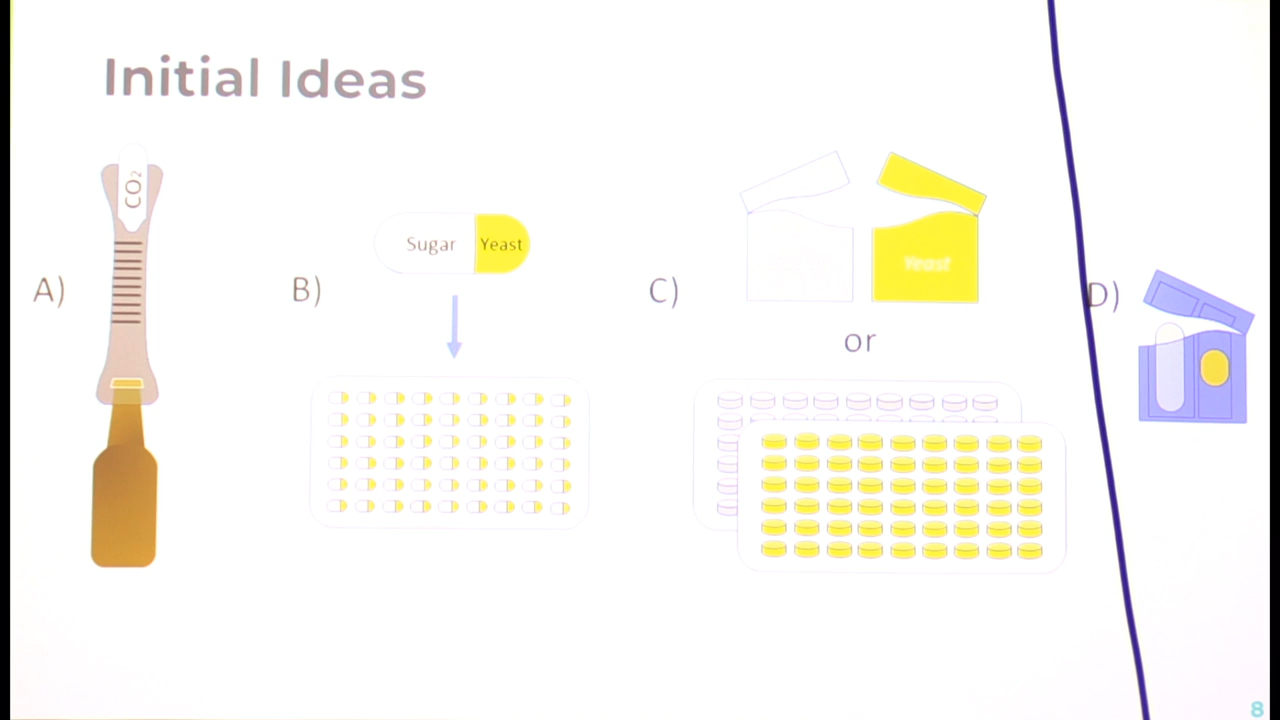 Initial Ideas
CO₂
A)
B)
Sugar Yeast
C)
Yeast
or
D)
8